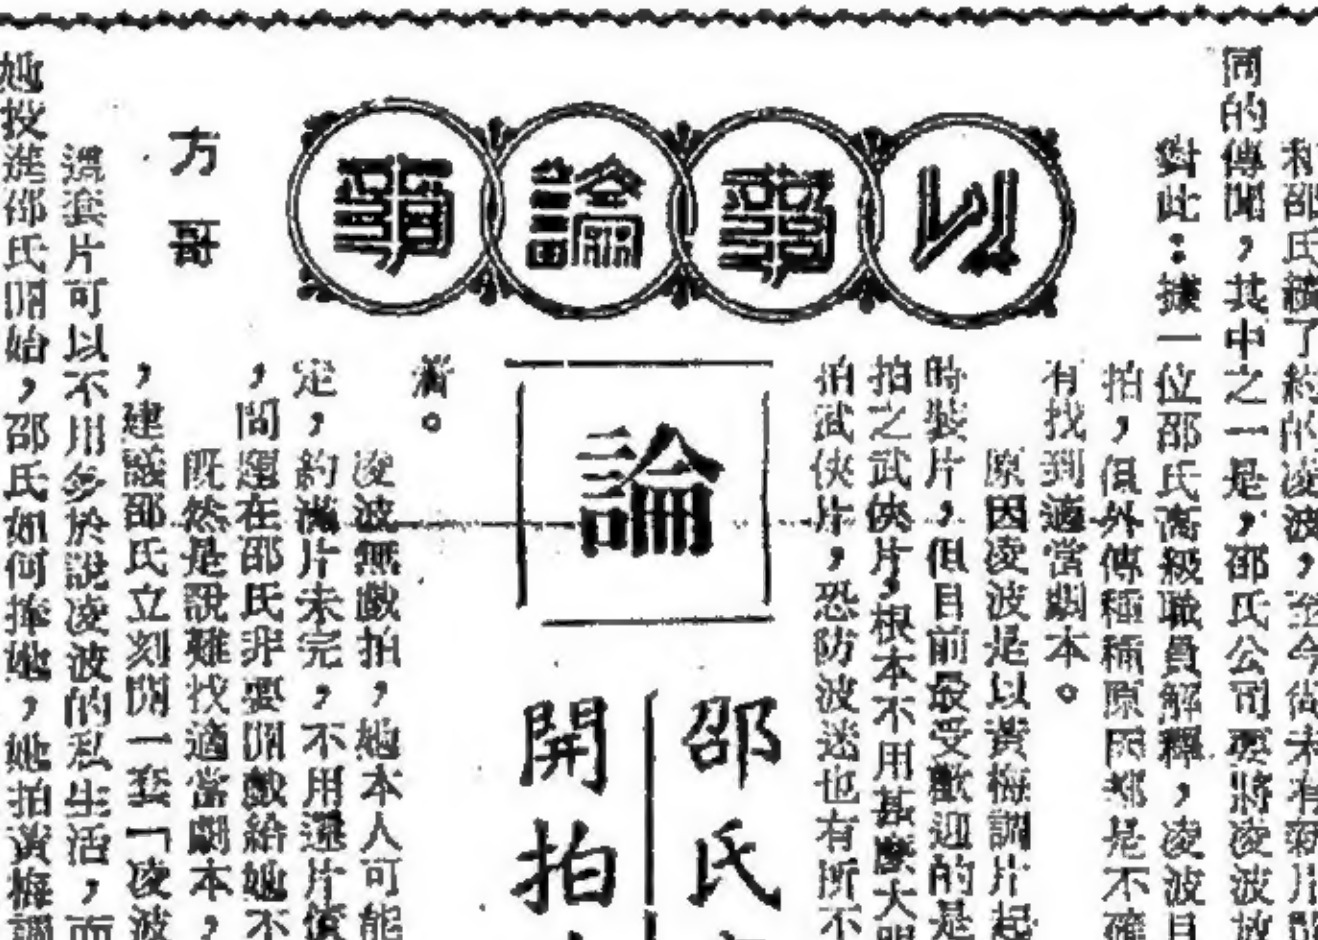 和邵氏續了約的凌波，至今尚未有新片開
同的傳聞，其中之一是，邵氏公司要將凌波放
對此：據一位邵氏高級職員解釋，凌波目
拍，但外傳種種原因都是不確
有找到適當劇本。
原因凌波是以黃梅調片起
時裝片，但目前最受歡迎的是
拍之武俠片，根本不用甚麼大明
拍武俠片，恐防波迷也有所不
以事論事
論
邵氏
開拍
滿。
凌波無戲拍，她本人可能
定，約滿片未完，不用還片債
，間還在邵氏非要開戲給她不
既然是說難找適當劇本，
，建議邵氏立刻開一套「凌波
方哥
這套片可以不用多於說凌波的私生活，而
她投進邵氏開始，邵氏如何捧她，她拍黃梅調